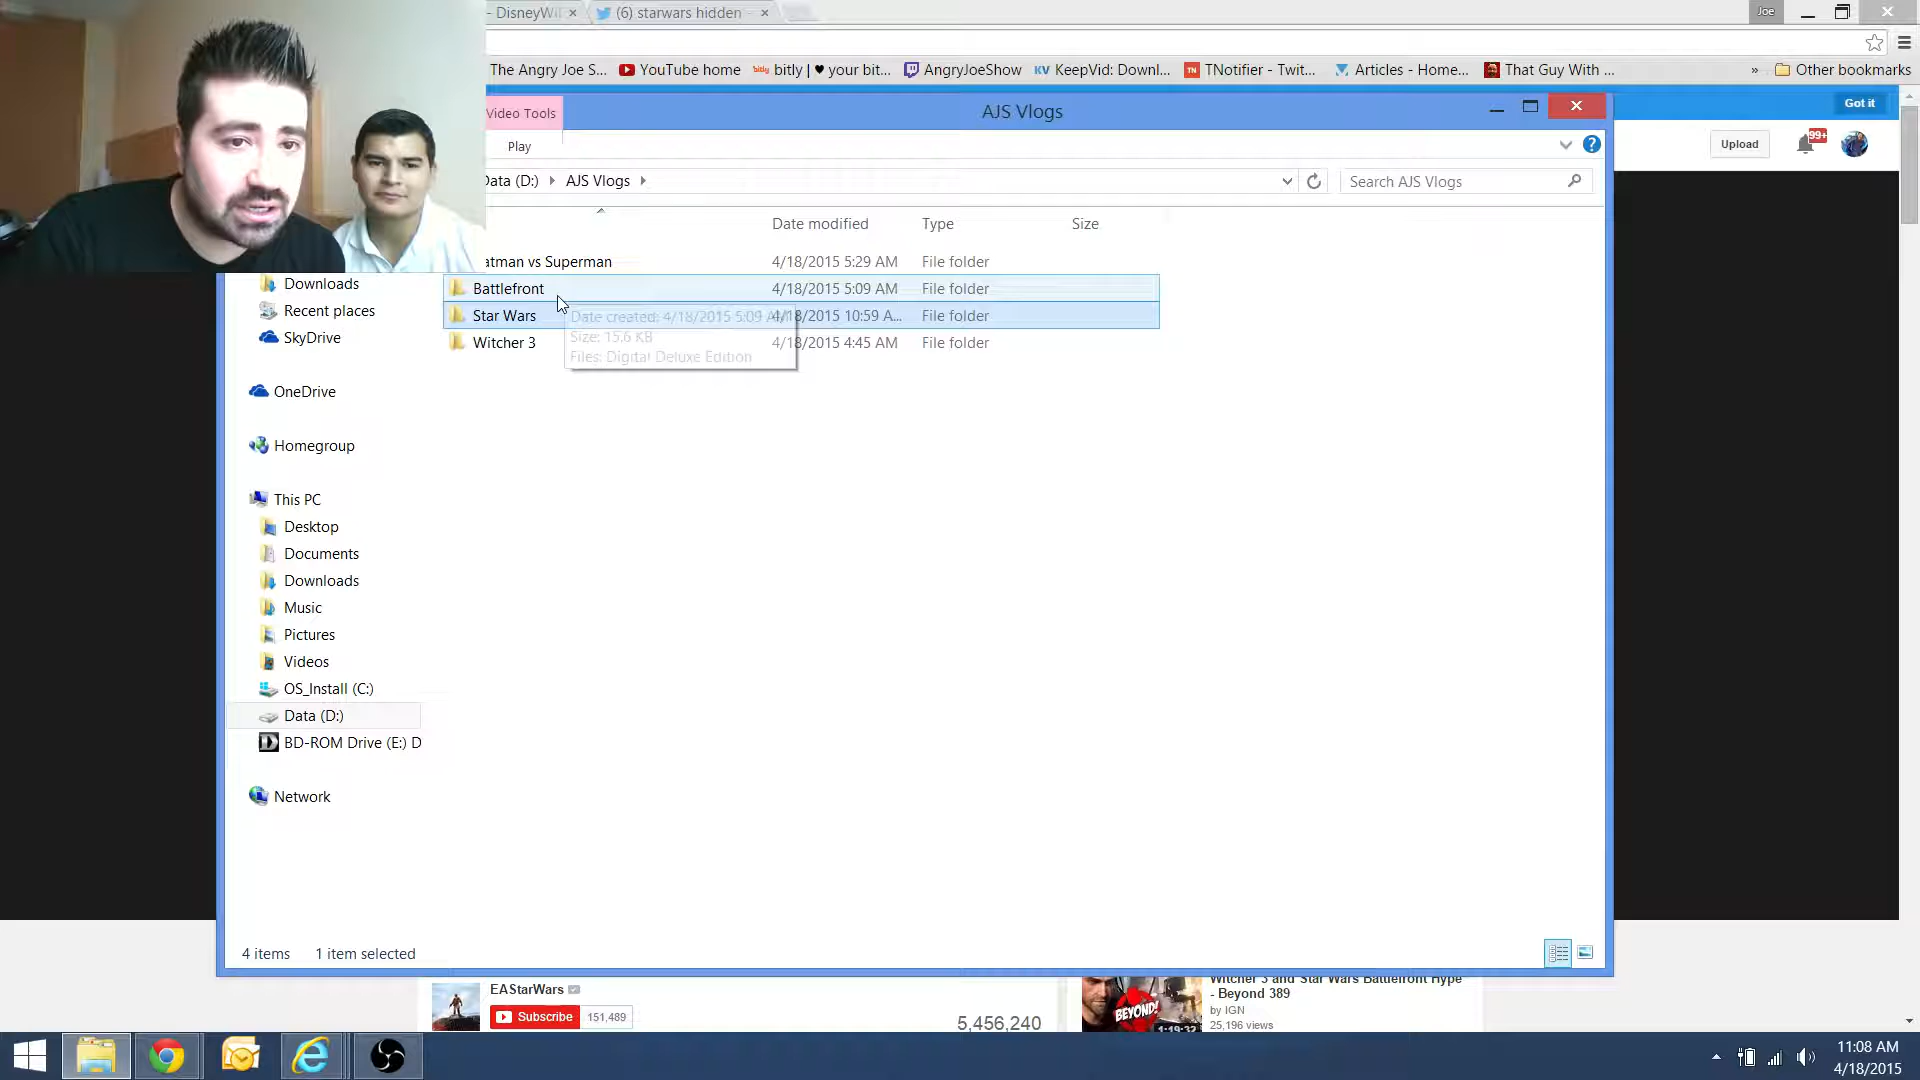 - DisneyWi
(6) starwars hidden
Joe
The Angry Joe S...
YouTube home
bitly | ♥ your bit...
AngryJoeShow
KV KeepVid: Downl...
TN TNotifier - Twit...
Articles - Home...
That Guy With ...
»
Other bookmarks
Video Tools
AJS Vlogs
Got it
Play
Upload
99+
Data (D:)
AJS Vlogs
Search AJS Vlogs
Date modified
Type
Size
atman vs Superman
4/18/2015 5:29 AM
File folder
Battlefront
4/18/2015 5:09 AM
File folder
Star Wars
4/18/2015 10:59 A...
File folder
Date created: 4/18/2015 5:09 AM
Size: 15.6 KB
Files: Digital Deluxe Edition
Witcher 3
4/18/2015 4:45 AM
File folder
Downloads
Recent places
SkyDrive
OneDrive
Homegroup
This PC
Desktop
Documents
Downloads
Music
Pictures
Videos
OS_Install (C:)
Data (D:)
BD-ROM Drive (E:) D
Network
4 items
1 item selected
EAStarWars
Subscribe
151,489
5,456,240
BEYOND!
1:19:32
Witcher 3 and Star Wars Battlefront Hype
- Beyond 389
by IGN
25,196 views
11:08 AM
4/18/2015